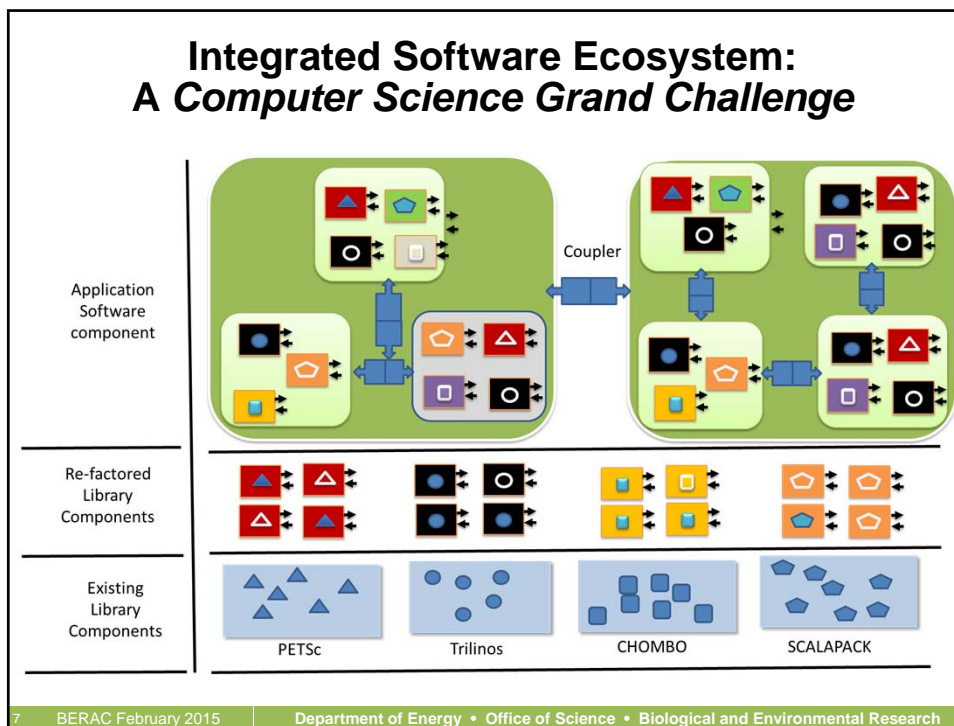 Integrated Software Ecosystem:
A Computer Science Grand Challenge
Coupler
Application
Software
component
Re-factored
Library
Components
Existing
Library
Components
PETSc
Trilinos
CHOMBO
SCALAPACK
7 BERAC February 2015 Department of Energy • Office of Science • Biological and Environmental Research